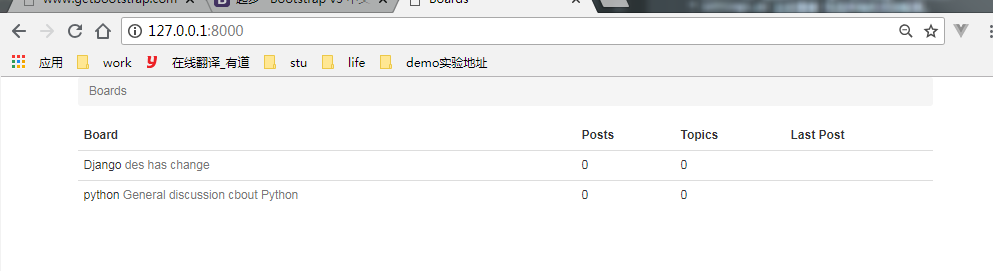 www.getbootstrap.com
Bootstrap v3
Boards
127.0.0.1:8000
应用 work 在线翻译_有道 stu life demo实验地址
Boards
Board Posts Topics Last Post
Django des has change 0 0
python General discussion cbout Python 0 0